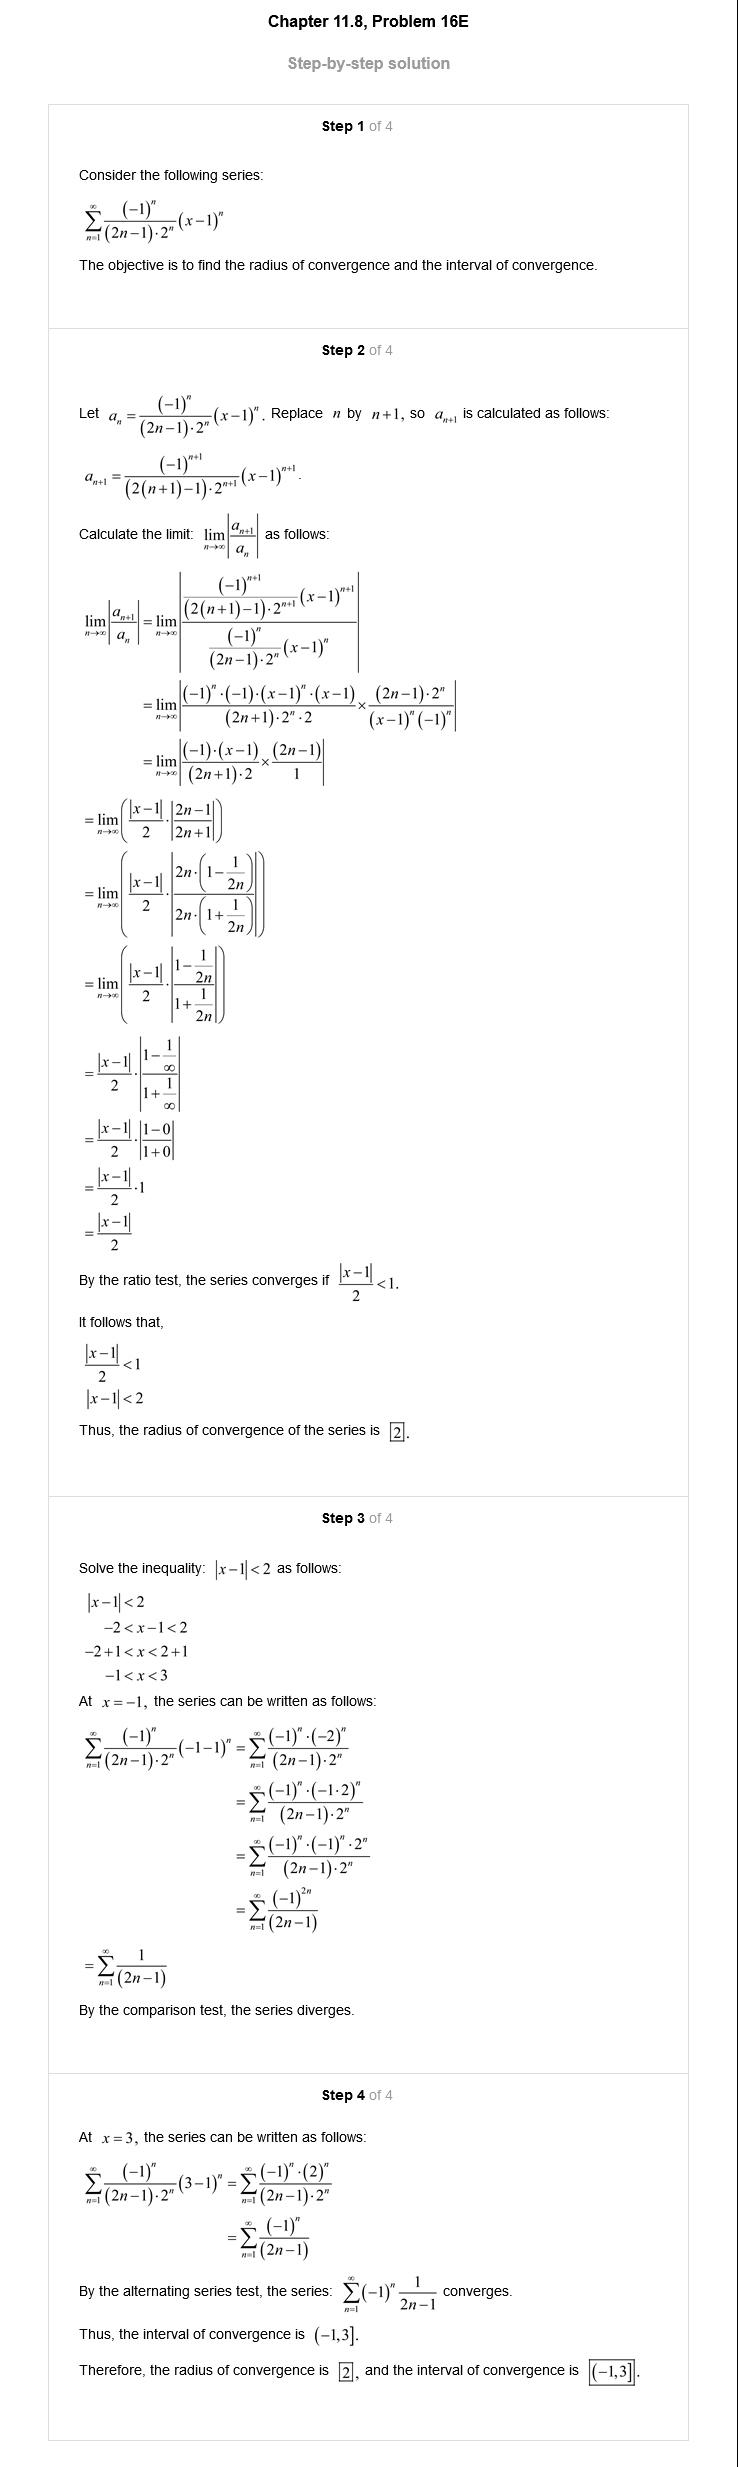 Chapter 11.8, Problem 16E
Step-by-step solution
Step 1 of 4
Consider the following series:
$\sum_{n=1}^{\infty} \frac{(-1)^n}{(2n-1)\cdot 2^n}(x-1)^n$
The objective is to find the radius of convergence and the interval of convergence.
Step 2 of 4
Let $a_n = \frac{(-1)^n}{(2n-1)\cdot 2^n}(x-1)^n$. Replace $n$ by $n+1$, so $a_{n+1}$ is calculated as follows:
$a_{n+1} = \frac{(-1)^{n+1}}{(2(n+1)-1)\cdot 2^{n+1}}(x-1)^{n+1}$.
Calculate the limit: $\lim_{n\to\infty}\left|\frac{a_{n+1}}{a_n}\right|$ as follows:
$\lim_{n\to\infty}\left|\frac{a_{n+1}}{a_n}\right| = \lim_{n\to\infty}\left|\frac{\frac{(-1)^{n+1}}{(2(n+1)-1)\cdot 2^{n+1}}(x-1)^{n+1}}{\frac{(-1)^n}{(2n-1)\cdot 2^n}(x-1)^n}\right|$
$= \lim_{n\to\infty}\left|\frac{(-1)^n\cdot(-1)\cdot(x-1)^n\cdot(x-1)}{(2n+1)\cdot 2^n\cdot 2}\times\frac{(2n-1)\cdot 2^n}{(x-1)^n(-1)^n}\right|$
$= \lim_{n\to\infty}\left|\frac{(-1)\cdot(x-1)}{(2n+1)\cdot 2}\times\frac{(2n-1)}{1}\right|$
$= \lim_{n\to\infty}\left(\frac{|x-1|}{2}\cdot\left|\frac{2n-1}{2n+1}\right|\right)$
$= \lim_{n\to\infty}\left(\frac{|x-1|}{2}\cdot\left|\frac{2n\cdot\left(1-\frac{1}{2n}\right)}{2n\cdot\left(1+\frac{1}{2n}\right)}\right|\right)$
$= \lim_{n\to\infty}\left(\frac{|x-1|}{2}\cdot\left|\frac{1-\frac{1}{2n}}{1+\frac{1}{2n}}\right|\right)$
$= \frac{|x-1|}{2}\cdot\left|\frac{1-\frac{1}{\infty}}{1+\frac{1}{\infty}}\right|$
$= \frac{|x-1|}{2}\cdot\left|\frac{1-0}{1+0}\right|$
$= \frac{|x-1|}{2}\cdot 1$
$= \frac{|x-1|}{2}$
By the ratio test, the series converges if $\frac{|x-1|}{2}<1$.
It follows that,
$\frac{|x-1|}{2}<1$
$|x-1|<2$
Thus, the radius of convergence of the series is $\boxed{2}$.
Step 3 of 4
Solve the inequality: $|x-1|<2$ as follows:
$|x-1|<2$
$-2<x-1<2$
$-2+1<x<2+1$
$-1<x<3$
At $x=-1$, the series can be written as follows:
$\sum_{n=1}^{\infty}\frac{(-1)^n}{(2n-1)\cdot 2^n}(-1-1)^n = \sum_{n=1}^{\infty}\frac{(-1)^n\cdot(-2)^n}{(2n-1)\cdot 2^n}$
$= \sum_{n=1}^{\infty}\frac{(-1)^n\cdot(-1\cdot 2)^n}{(2n-1)\cdot 2^n}$
$= \sum_{n=1}^{\infty}\frac{(-1)^n\cdot(-1)^n\cdot 2^n}{(2n-1)\cdot 2^n}$
$= \sum_{n=1}^{\infty}\frac{(-1)^{2n}}{(2n-1)}$
$= \sum_{n=1}^{\infty}\frac{1}{(2n-1)}$
By the comparison test, the series diverges.
Step 4 of 4
At $x=3$, the series can be written as follows:
$\sum_{n=1}^{\infty}\frac{(-1)^n}{(2n-1)\cdot 2^n}(3-1)^n = \sum_{n=1}^{\infty}\frac{(-1)^n\cdot(2)^n}{(2n-1)\cdot 2^n}$
$= \sum_{n=1}^{\infty}\frac{(-1)^n}{(2n-1)}$
By the alternating series test, the series: $\sum_{n=1}^{\infty}(-1)^n\frac{1}{2n-1}$ converges.
Thus, the interval of convergence is $(-1,3]$.
Therefore, the radius of convergence is $\boxed{2}$, and the interval of convergence is $\boxed{(-1,3]}$.